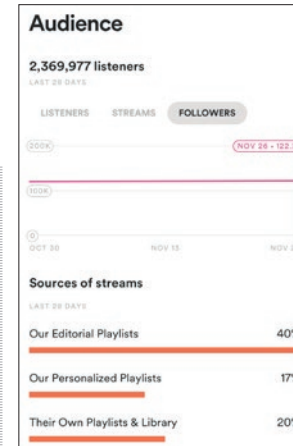 Audience
2,369,977 listeners
LAST 28 DAYS
LISTENERS STREAMS FOLLOWERS
200K NOV 26 • 122.
100K
0
OCT 30 NOV 13 NOV
Sources of streams
LAST 28 DAYS
Our Editorial Playlists 40%
Our Personalized Playlists 17%
Their Own Playlists & Library 20%